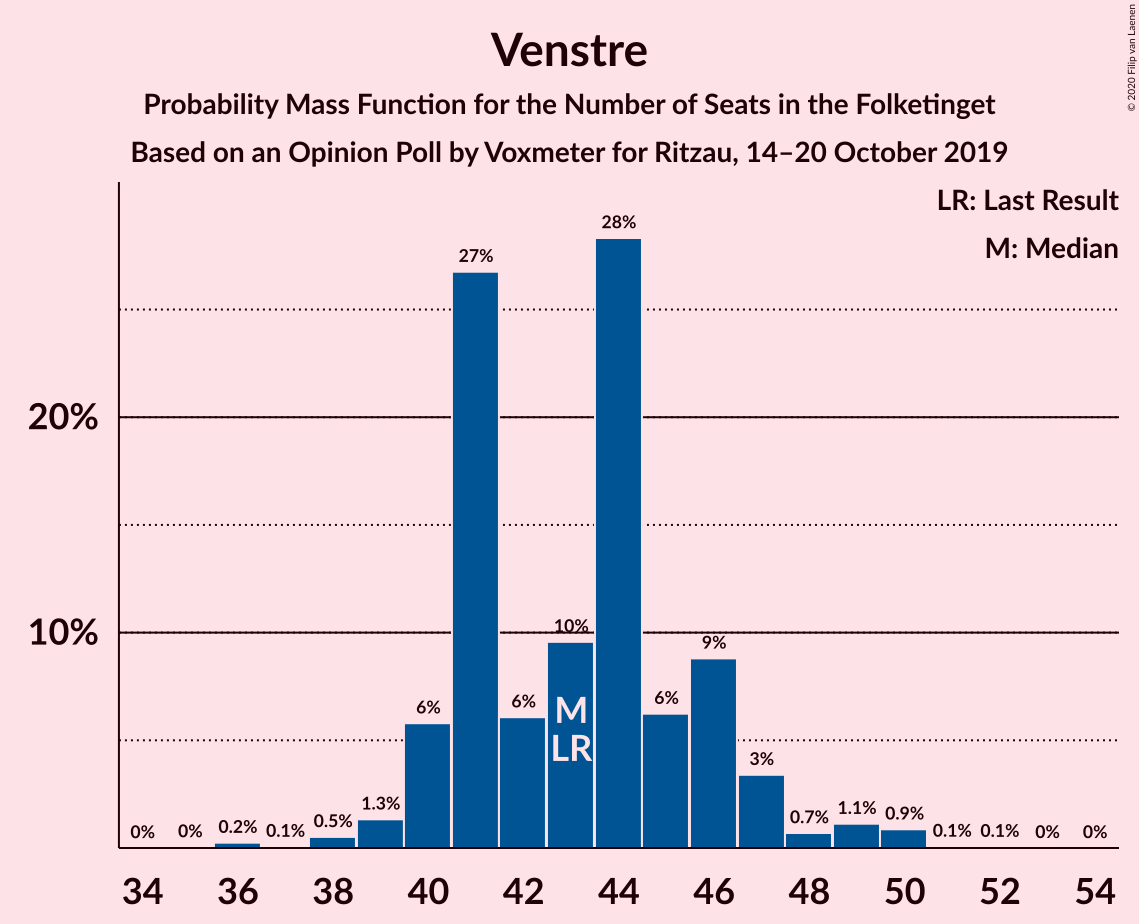 © 2020 Filip van Laenen
Venstre
Probability Mass Function for the Number of Seats in the Folketinget
Based on an Opinion Poll by Voxmeter for Ritzau, 14–20 October 2019
LR: Last Result
M: Median
20%
10%
0% 0% 0.2% 0.1% 0.5% 1.3% 6% 27% 6% 10% 28% 6% 9% 3% 0.7% 1.1% 0.9% 0.1% 0.1% 0% 0%
M
LR
34 36 38 40 42 44 46 48 50 52 54